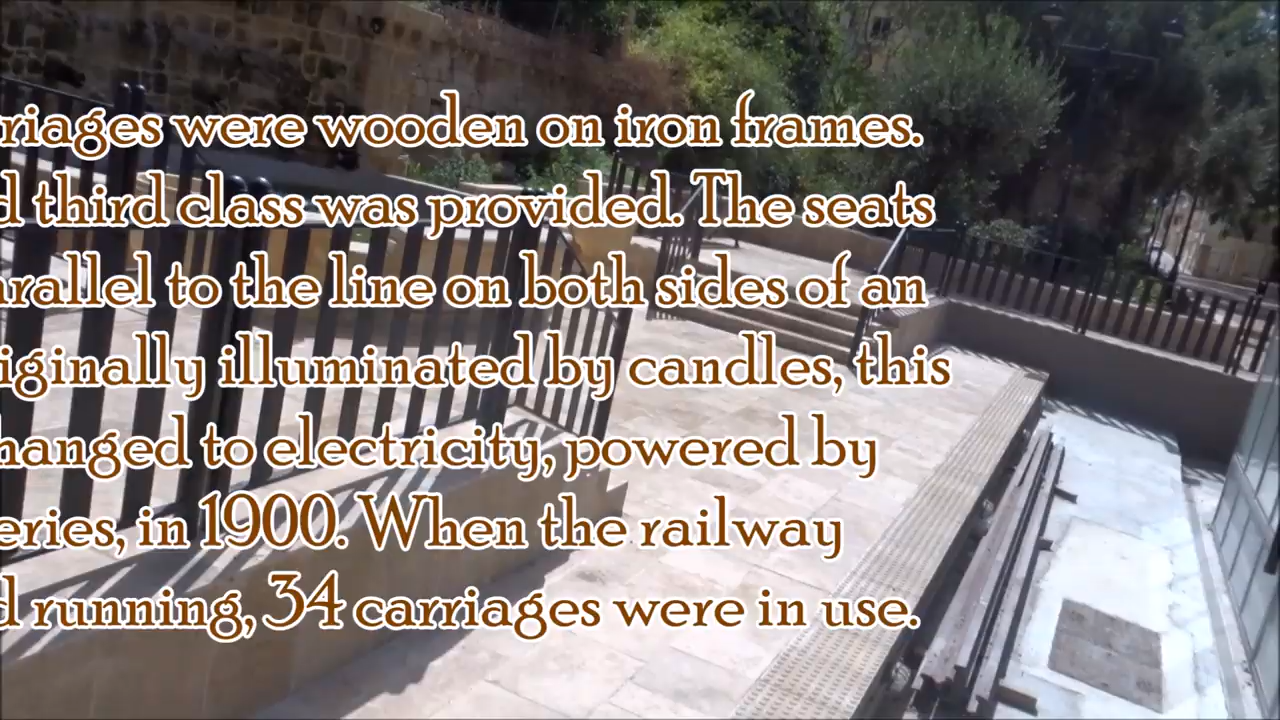 riages were wooden on iron frames.
d third class was provided. The seats
rallel to the line on both sides of an
iginally illuminated by candles, this
hanged to electricity, powered by
eries, in 1900. When the railway
d running, 34 carriages were in use.